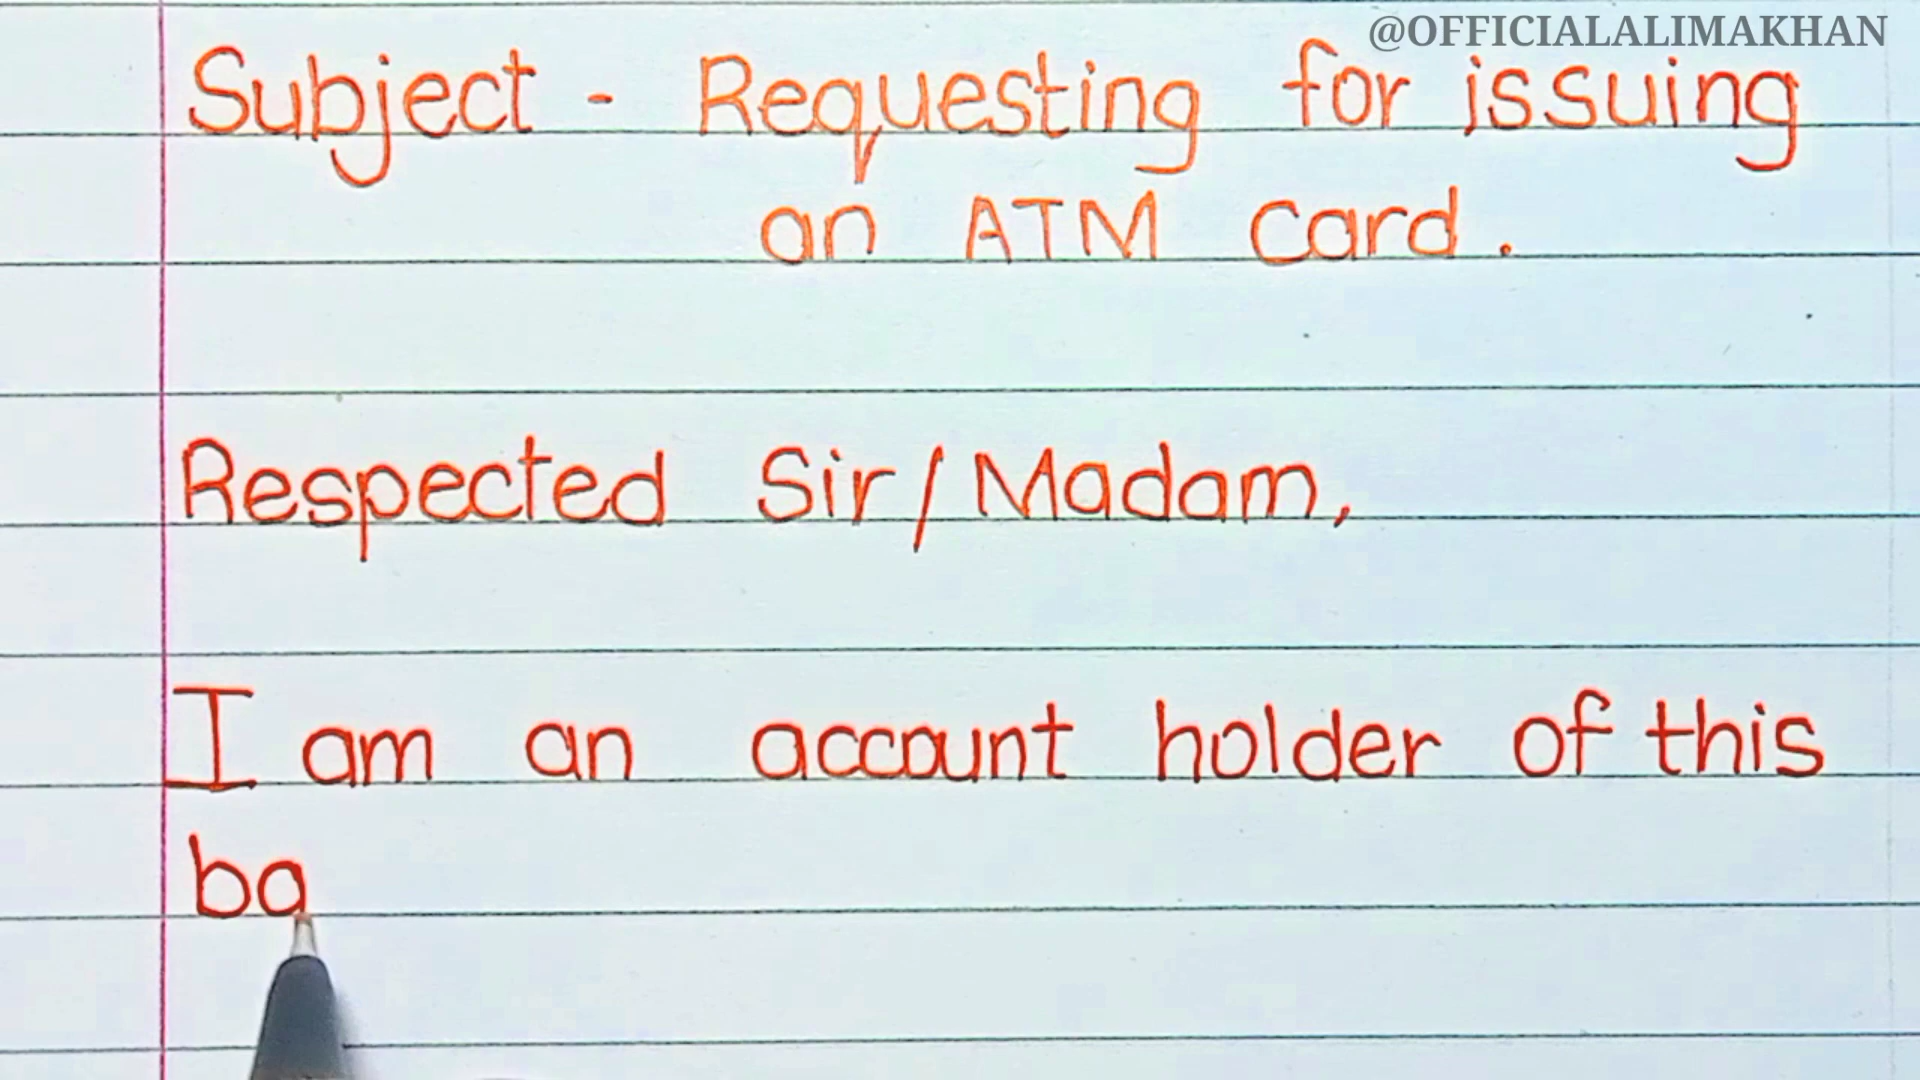 @OFFICIALALIMAKHAN
Subject - Requesting for issuing
an ATM card.
Respected Sir/Madam,
I am an account holder of this
ba